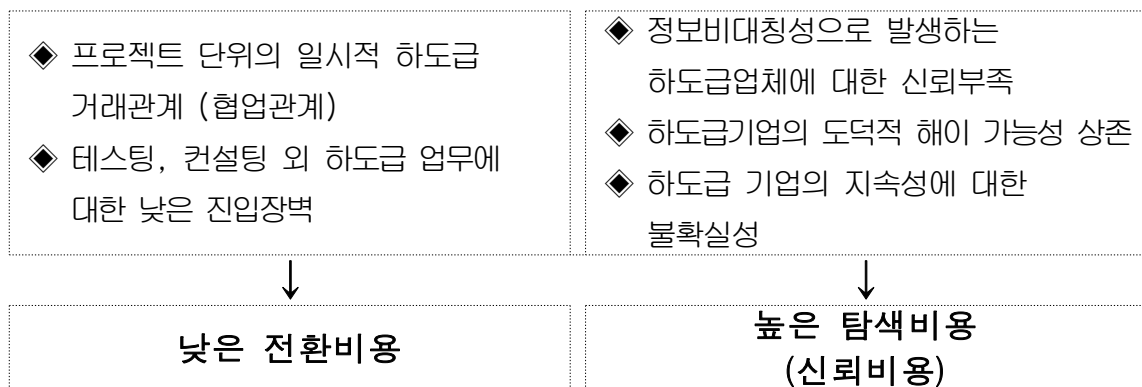 ◈ 프로젝트 단위의 일시적 하도급
거래관계 (협업관계)
◈ 테스팅, 컨설팅 외 하도급 업무에
대한 낮은 진입장벽
◈ 정보비대칭성으로 발생하는
하도급업체에 대한 신뢰부족
◈ 하도급기업의 도덕적 해이 가능성 상존
◈ 하도급 기업의 지속성에 대한
불확실성
↓
↓
낮은 전환비용
높은 탐색비용
(신뢰비용)